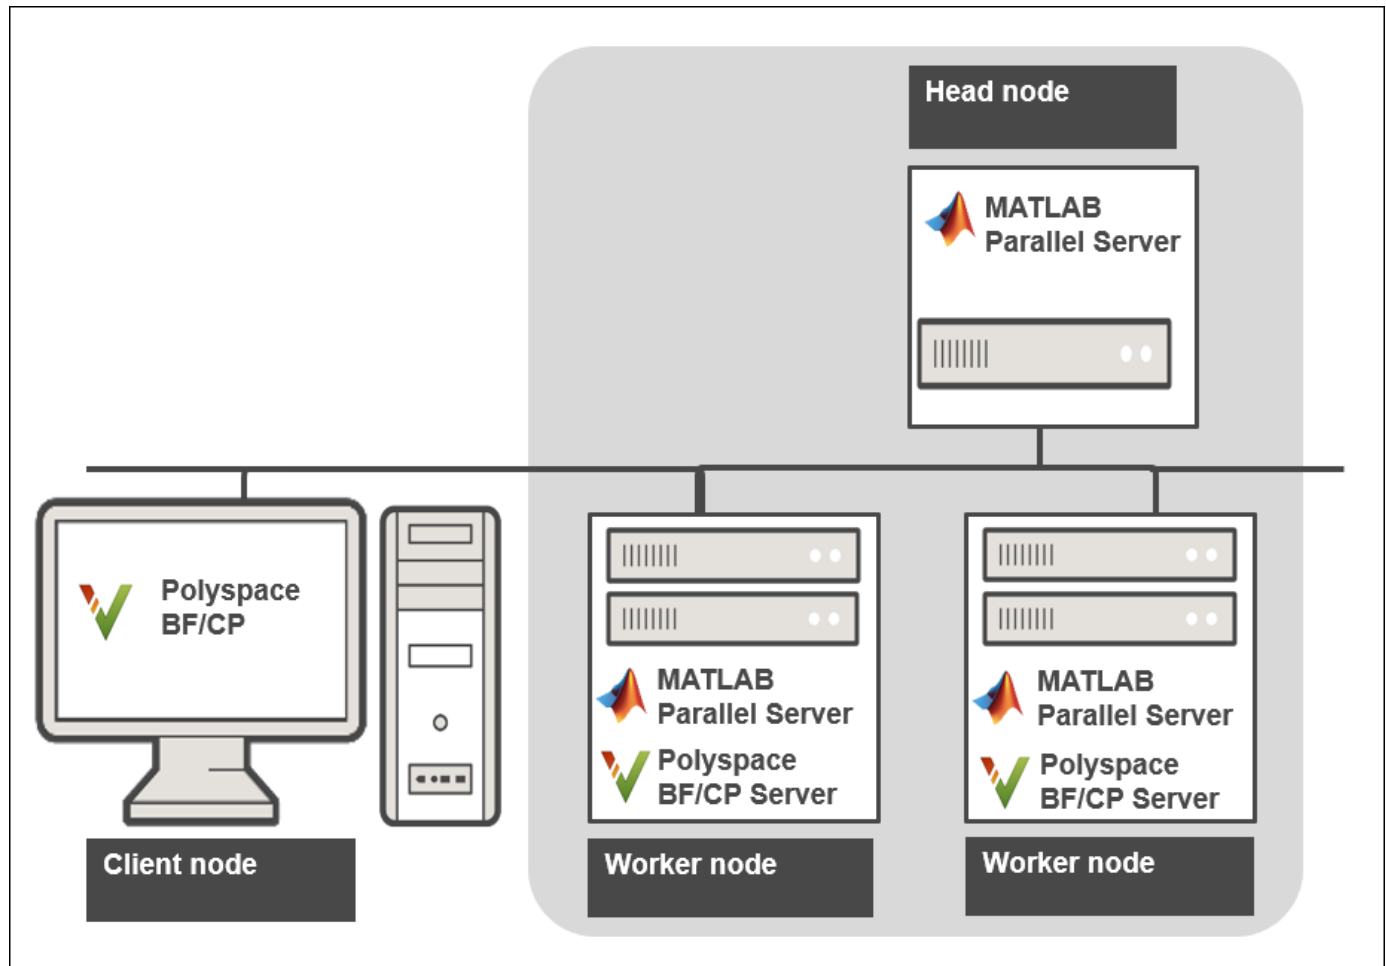 Head node
MATLAB
Parallel Server
Polyspace
BF/CP
MATLAB
Parallel Server
Polyspace
BF/CP Server
MATLAB
Parallel Server
Polyspace
BF/CP Server
Client node
Worker node
Worker node